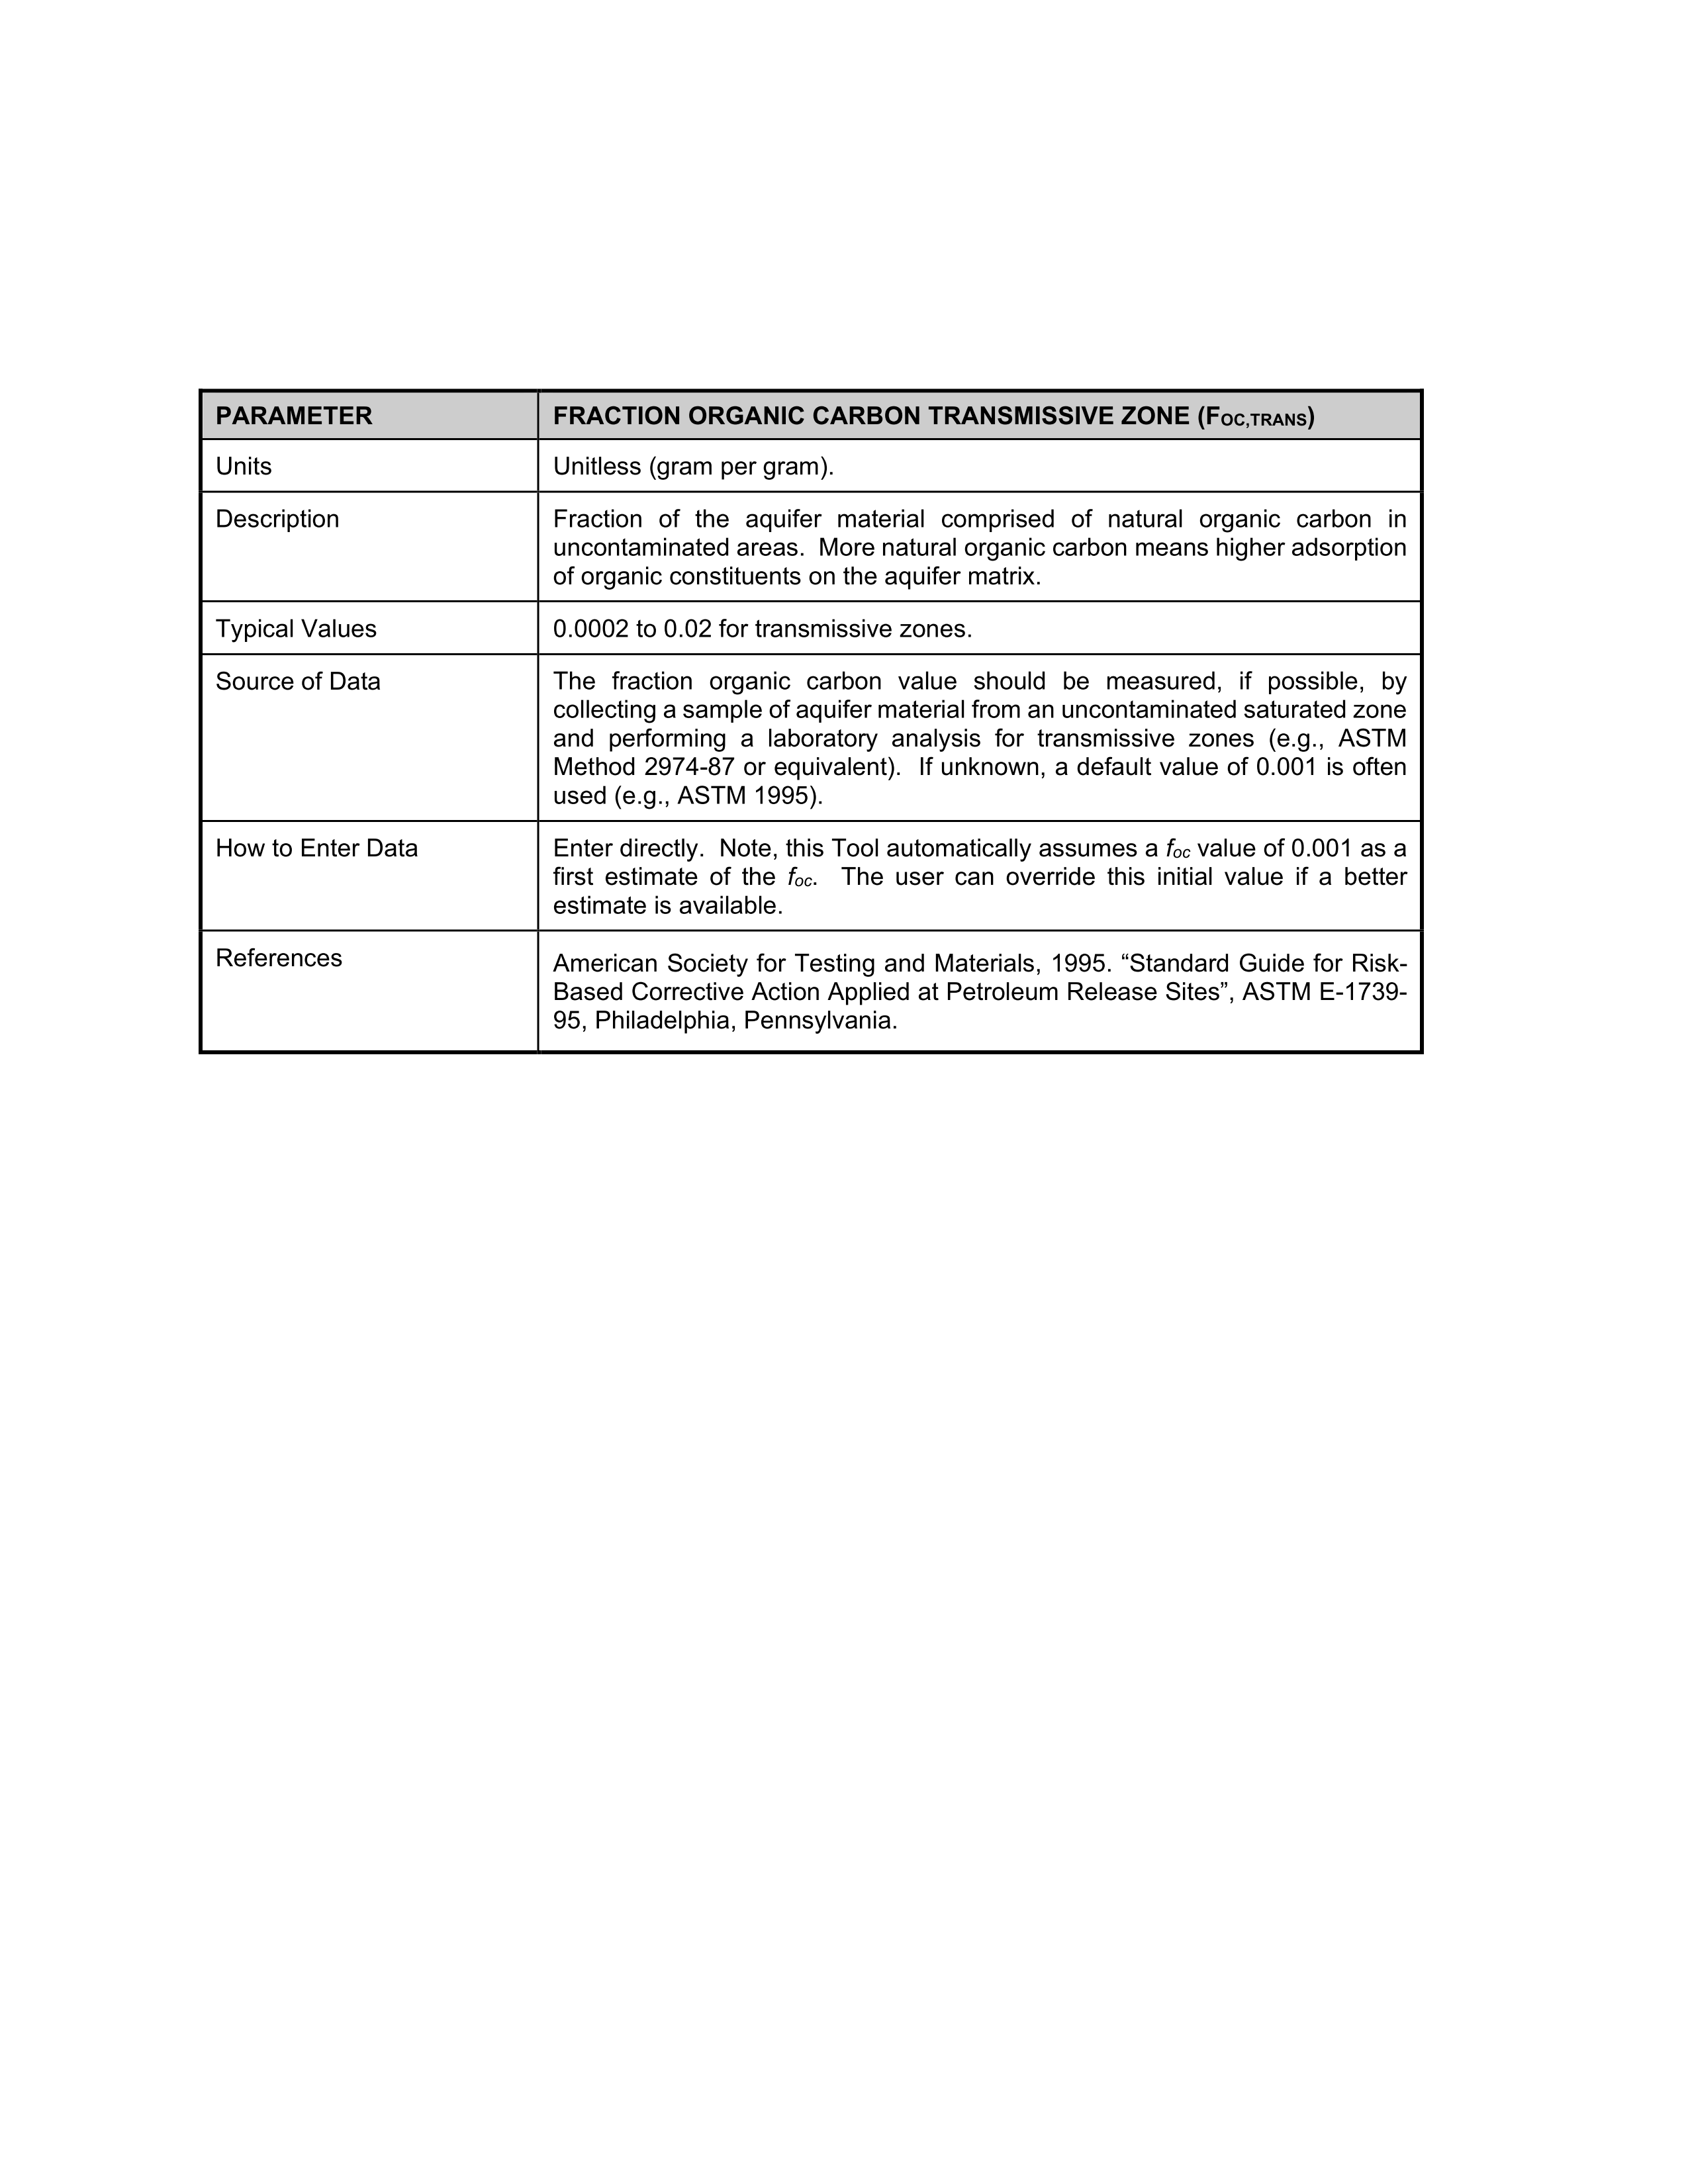 PARAMETER
FRACTION ORGANIC CARBON TRANSMISSIVE ZONE (FOC,TRANS)
Units
Unitless (gram per gram).
Description
Fraction of the aquifer material comprised of natural organic carbon in
uncontaminated areas.  More natural organic carbon means higher adsorption
of organic constituents on the aquifer matrix.
Typical Values
0.0002 to 0.02 for transmissive zones.
Source of Data
The fraction organic carbon value should be measured, if possible, by
collecting a sample of aquifer material from an uncontaminated saturated zone
and performing a laboratory analysis for transmissive zones (e.g., ASTM
Method 2974-87 or equivalent).  If unknown, a default value of 0.001 is often
used (e.g., ASTM 1995).
How to Enter Data
Enter directly.  Note, this Tool automatically assumes a foc value of 0.001 as a
first estimate of the foc.  The user can override this initial value if a better
estimate is available.
References
American Society for Testing and Materials, 1995. “Standard Guide for Risk-
Based Corrective Action Applied at Petroleum Release Sites”, ASTM E-1739-
95, Philadelphia, Pennsylvania.